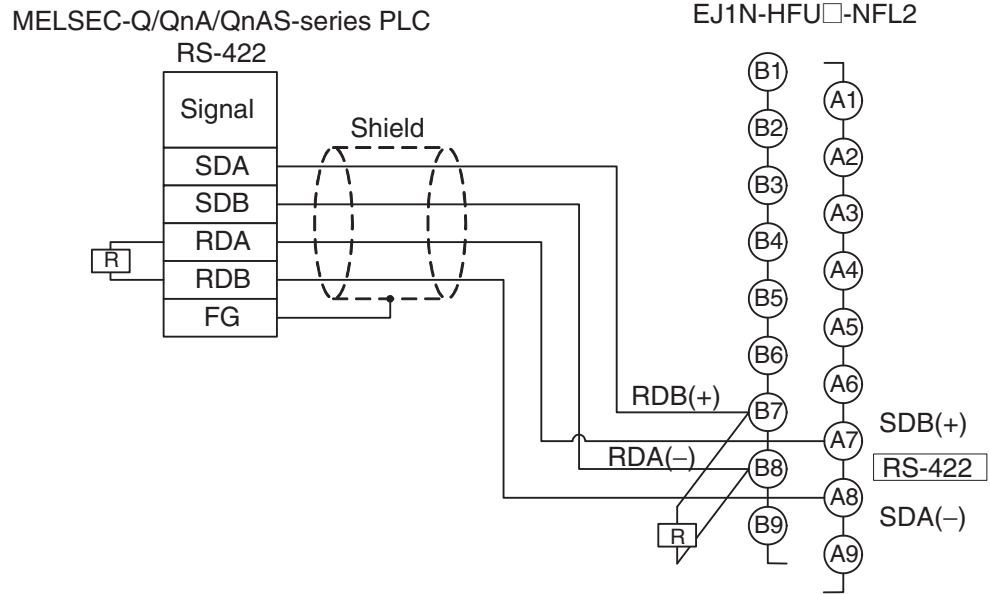 MELSEC-Q/QnA/QnAS-series PLC
EJ1N-HFU□-NFL2
RS-422
Signal
Shield
SDA
SDB
RDA
RDB
FG
R
B1
B2
B3
B4
B5
B6
B7
B8
B9
A1
A2
A3
A4
A5
A6
A7
A8
A9
RDB(+)
RDA(−)
SDB(+)
RS-422
SDA(−)
R